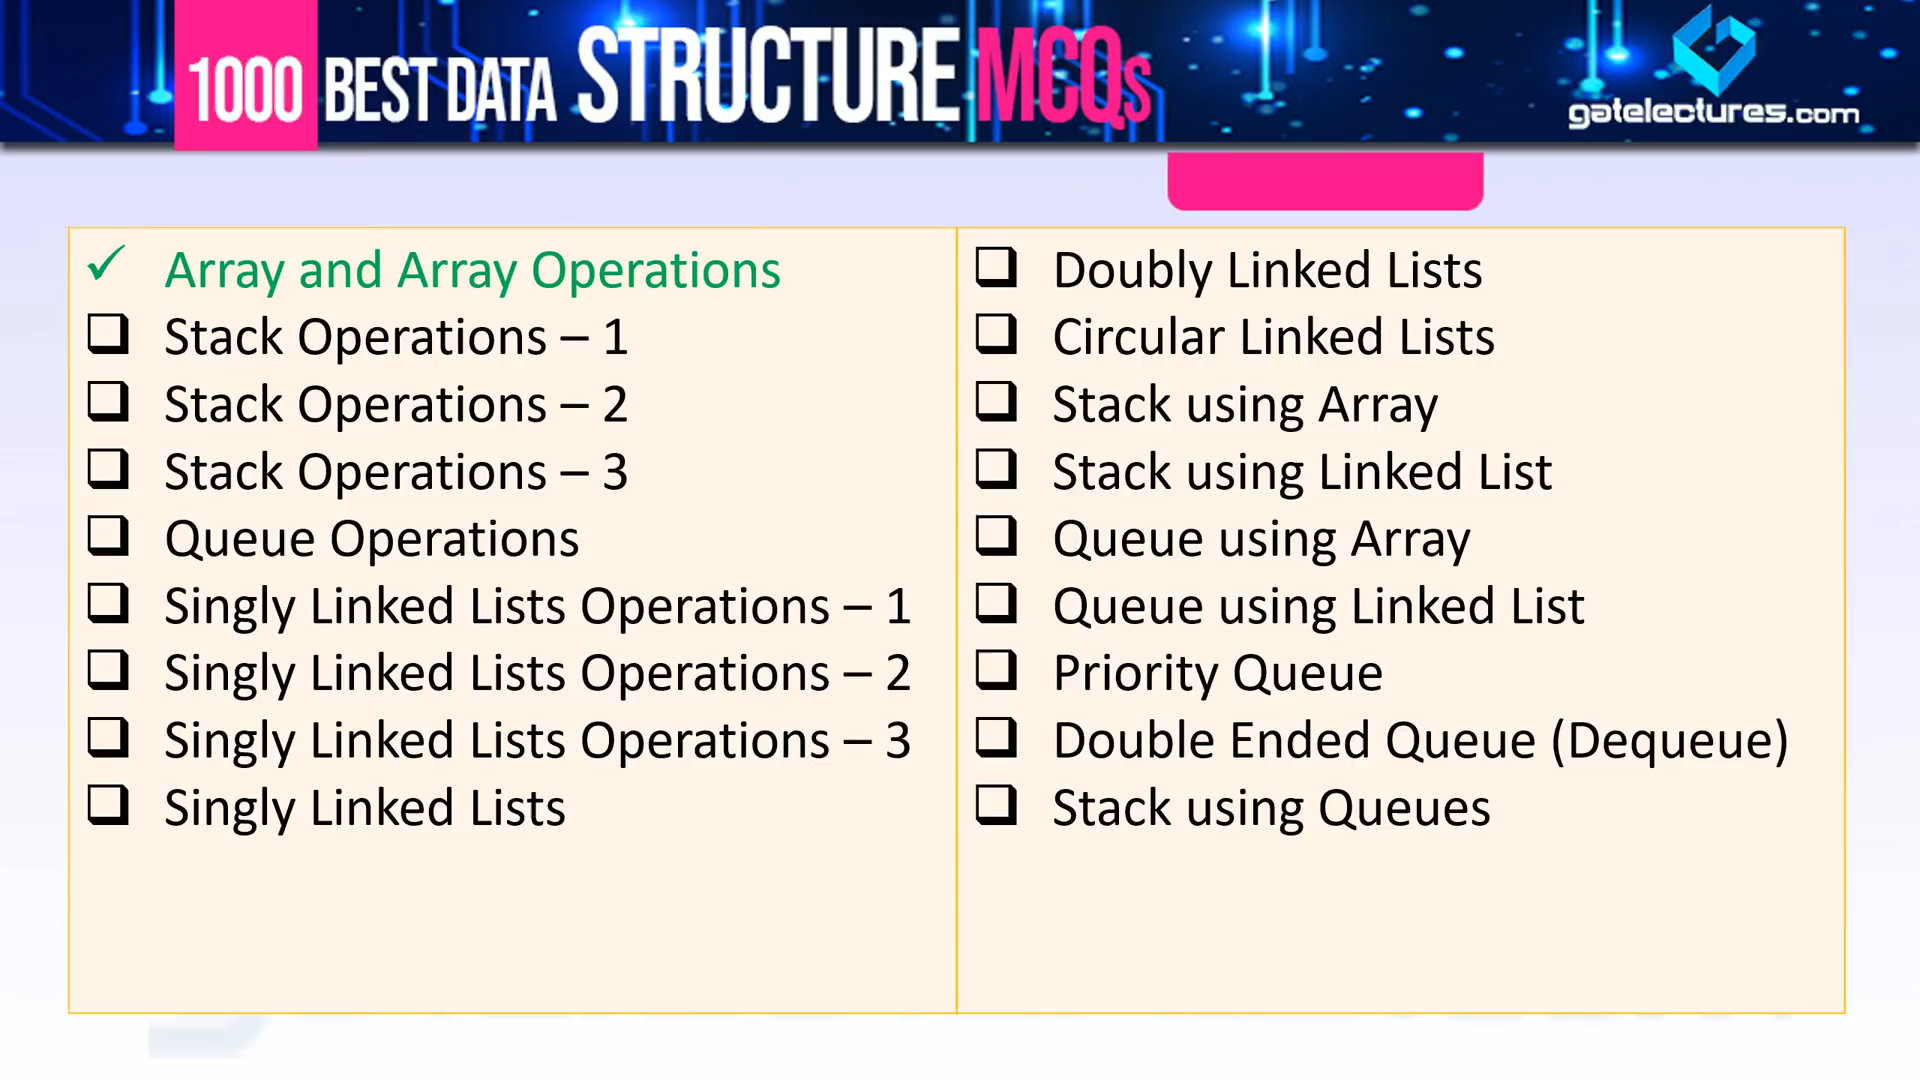 1000 BEST DATA STRUCTURE MCQs
gatelectures.com
✓ Array and Array Operations
❑ Stack Operations – 1
❑ Stack Operations – 2
❑ Stack Operations – 3
❑ Queue Operations
❑ Singly Linked Lists Operations – 1
❑ Singly Linked Lists Operations – 2
❑ Singly Linked Lists Operations – 3
❑ Singly Linked Lists
❑ Doubly Linked Lists
❑ Circular Linked Lists
❑ Stack using Array
❑ Stack using Linked List
❑ Queue using Array
❑ Queue using Linked List
❑ Priority Queue
❑ Double Ended Queue (Dequeue)
❑ Stack using Queues